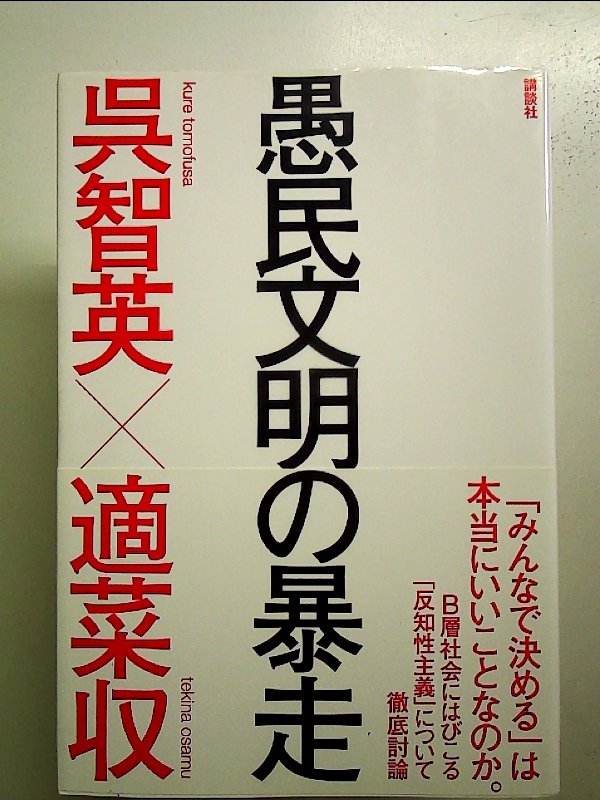 講談社
愚民文明の暴走
kure tomofusa
呉智英×適菜収
tekina osamu
「みんなで決める」は
本当にいいことなのか。
B層社会にはびこる
「反知性主義」について
徹底討論